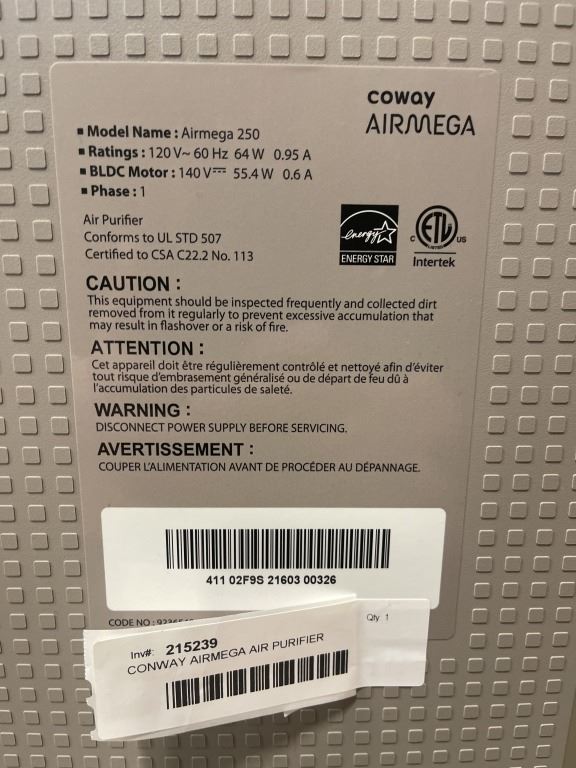 coway
AIRMEGA
▪ Model Name : Airmega 250
▪ Ratings : 120 V~ 60 Hz 64 W 0.95 A
▪ BLDC Motor : 140 V⎓ 55.4 W 0.6 A
▪ Phase : 1
Air Purifier
Conforms to UL STD 507
Certified to CSA C22.2 No. 113
energy
ENERGY STAR
c ETL us
Intertek
CAUTION :
This equipment should be inspected frequently and collected dirt
removed from it regularly to prevent excessive accumulation that
may result in flashover or a risk of fire.
ATTENTION :
Cet appareil doit être régulièrement contrôlé et nettoyé afin d'éviter
tout risque d'embrasement généralisé ou de départ de feu dû à
l'accumulation des particules de saleté.
WARNING :
DISCONNECT POWER SUPPLY BEFORE SERVICING.
AVERTISSEMENT :
COUPER L'ALIMENTATION AVANT DE PROCÉDER AU DÉPANNAGE.
411 02F9S 21603 00326
CODE NO :
Qty: 1
Inv#: 215239
CONWAY AIRMEGA AIR PURIFIER